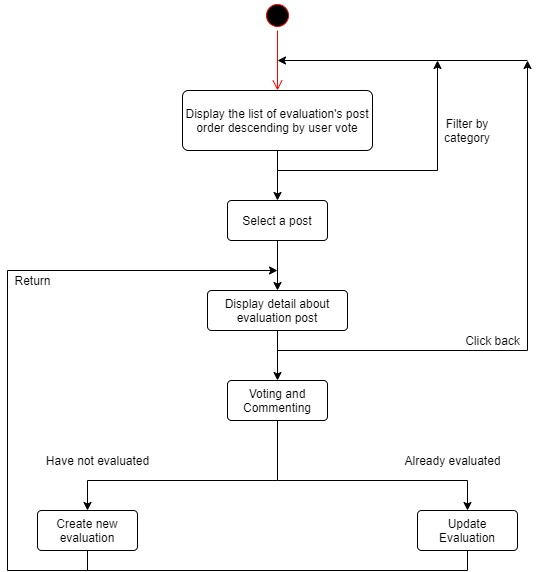 Display the list of evaluation's post
order descending by user vote
Filter by
category
Select a post
Return
Display detail about
evaluation post
Click back
Voting and
Commenting
Have not evaluated
Already evaluated
Create new
evaluation
Update
Evaluation